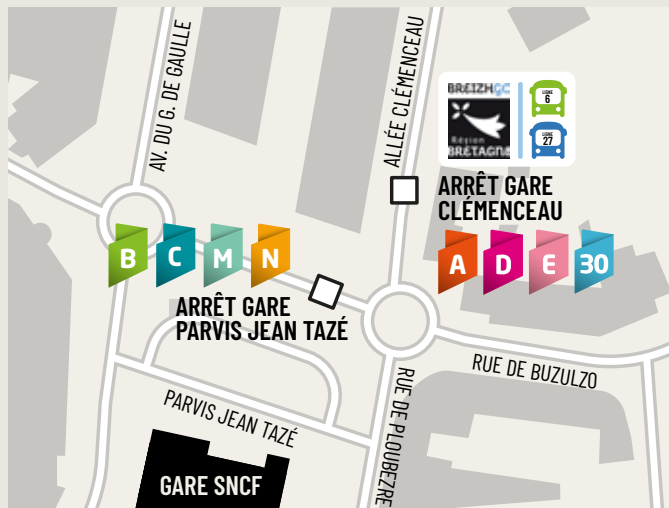 AV. DU G. DE GAULLE
ALLÉE CLÉMENCEAU
BREIZHGO
LIGNE
6
Région
BRETAGNE
LIGNE
27
ARRÊT GARE
CLÉMENCEAU
A D E 30
B C M N
ARRÊT GARE
PARVIS JEAN TAZÉ
RUE DE BUZULZO
PARVIS JEAN TAZÉ
RUE DE PLOUBEZRE
GARE SNCF